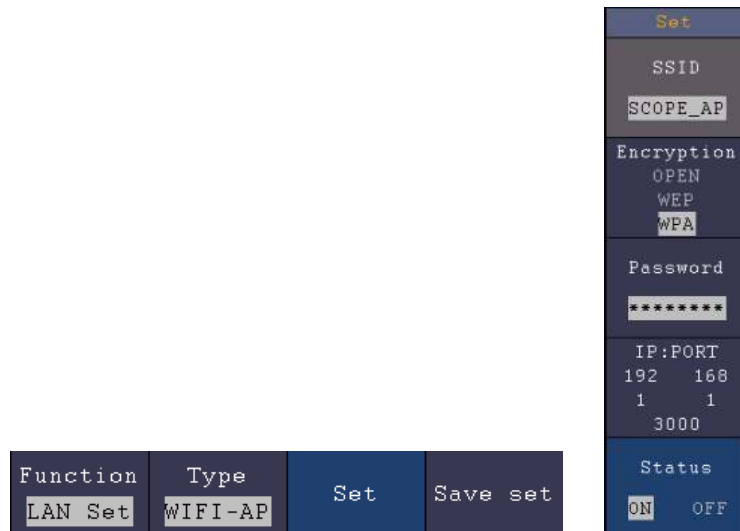 Set
SSID
SCOPE_AP
Encryption
OPEN
WEP
WPA
Password
********
IP:PORT
192 168
1 1
3000
Status
ON OFF
Function Type Set Save set
LAN Set WIFI-AP